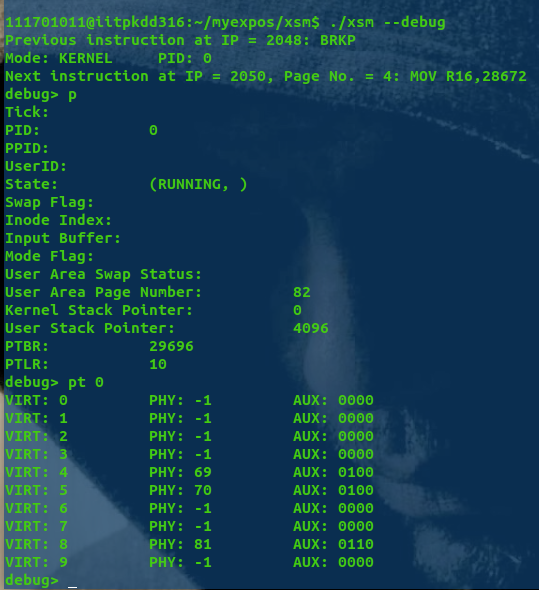 111701011@iitpkdd316:~/myexpos/xsm$ ./xsm --debug
Previous instruction at IP = 2048: BRKP
Mode: KERNEL     PID: 0
Next instruction at IP = 2050, Page No. = 4: MOV R16,28672
debug> p
Tick:
PID:            0
PPID:
UserID:
State:          (RUNNING, )
Swap Flag:
Inode Index:
Input Buffer:
Mode Flag:
User Area Swap Status:
User Area Page Number:          82
Kernel Stack Pointer:           0
User Stack Pointer:             4096
PTBR:           29696
PTLR:           10
debug> pt 0
VIRT: 0         PHY: -1         AUX: 0000
VIRT: 1         PHY: -1         AUX: 0000
VIRT: 2         PHY: -1         AUX: 0000
VIRT: 3         PHY: -1         AUX: 0000
VIRT: 4         PHY: 69         AUX: 0100
VIRT: 5         PHY: 70         AUX: 0100
VIRT: 6         PHY: -1         AUX: 0000
VIRT: 7         PHY: -1         AUX: 0000
VIRT: 8         PHY: 81         AUX: 0110
VIRT: 9         PHY: -1         AUX: 0000
debug> _